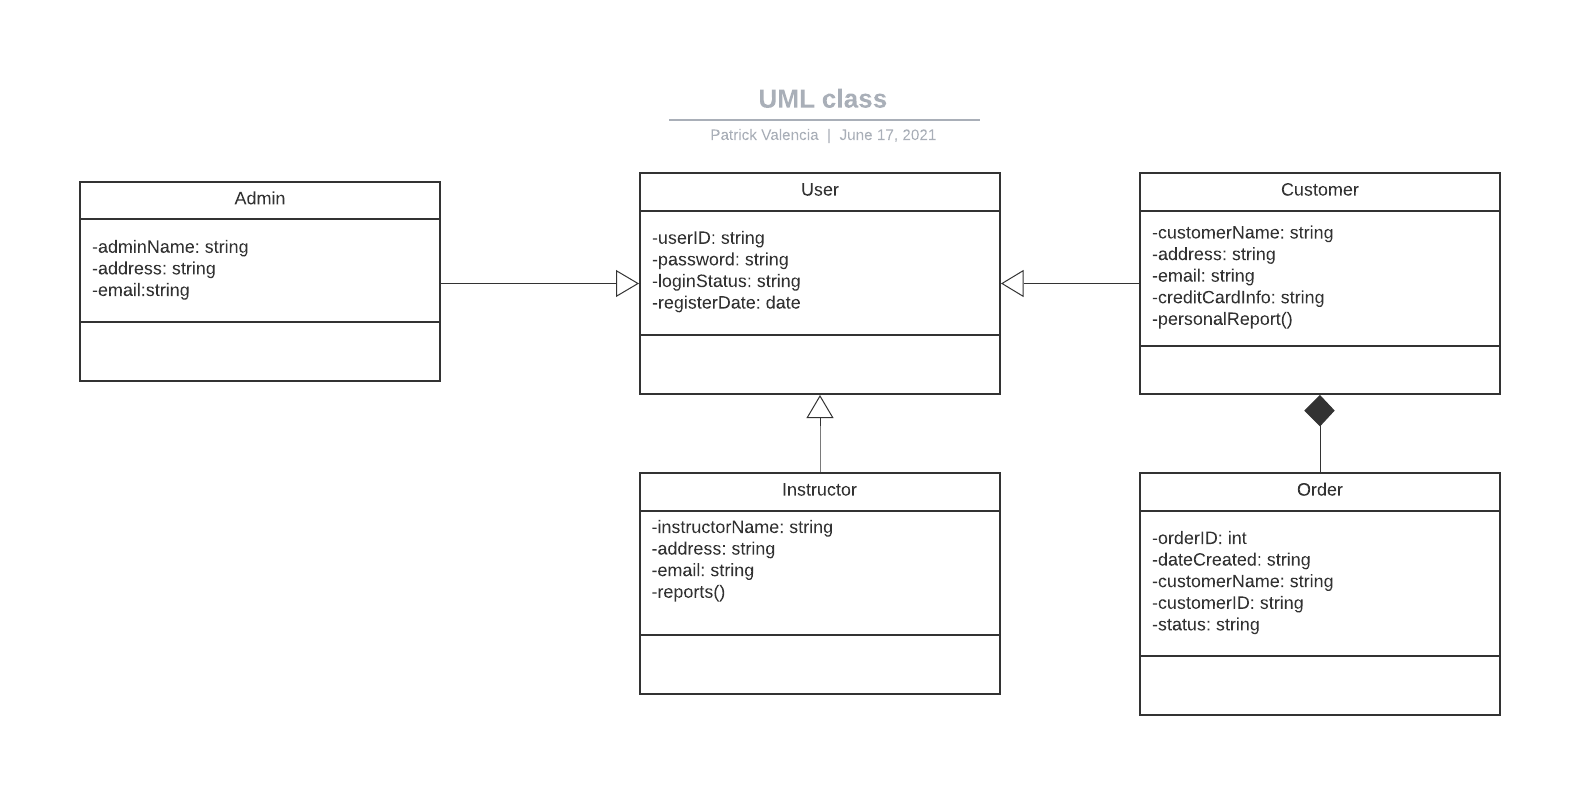 UML class
Patrick Valencia | June 17, 2021
Admin
-adminName: string
-address: string
-email:string
User
-userID: string
-password: string
-loginStatus: string
-registerDate: date
Customer
-customerName: string
-address: string
-email: string
-creditCardInfo: string
-personalReport()
Instructor
-instructorName: string
-address: string
-email: string
-reports()
Order
-orderID: int
-dateCreated: string
-customerName: string
-customerID: string
-status: string